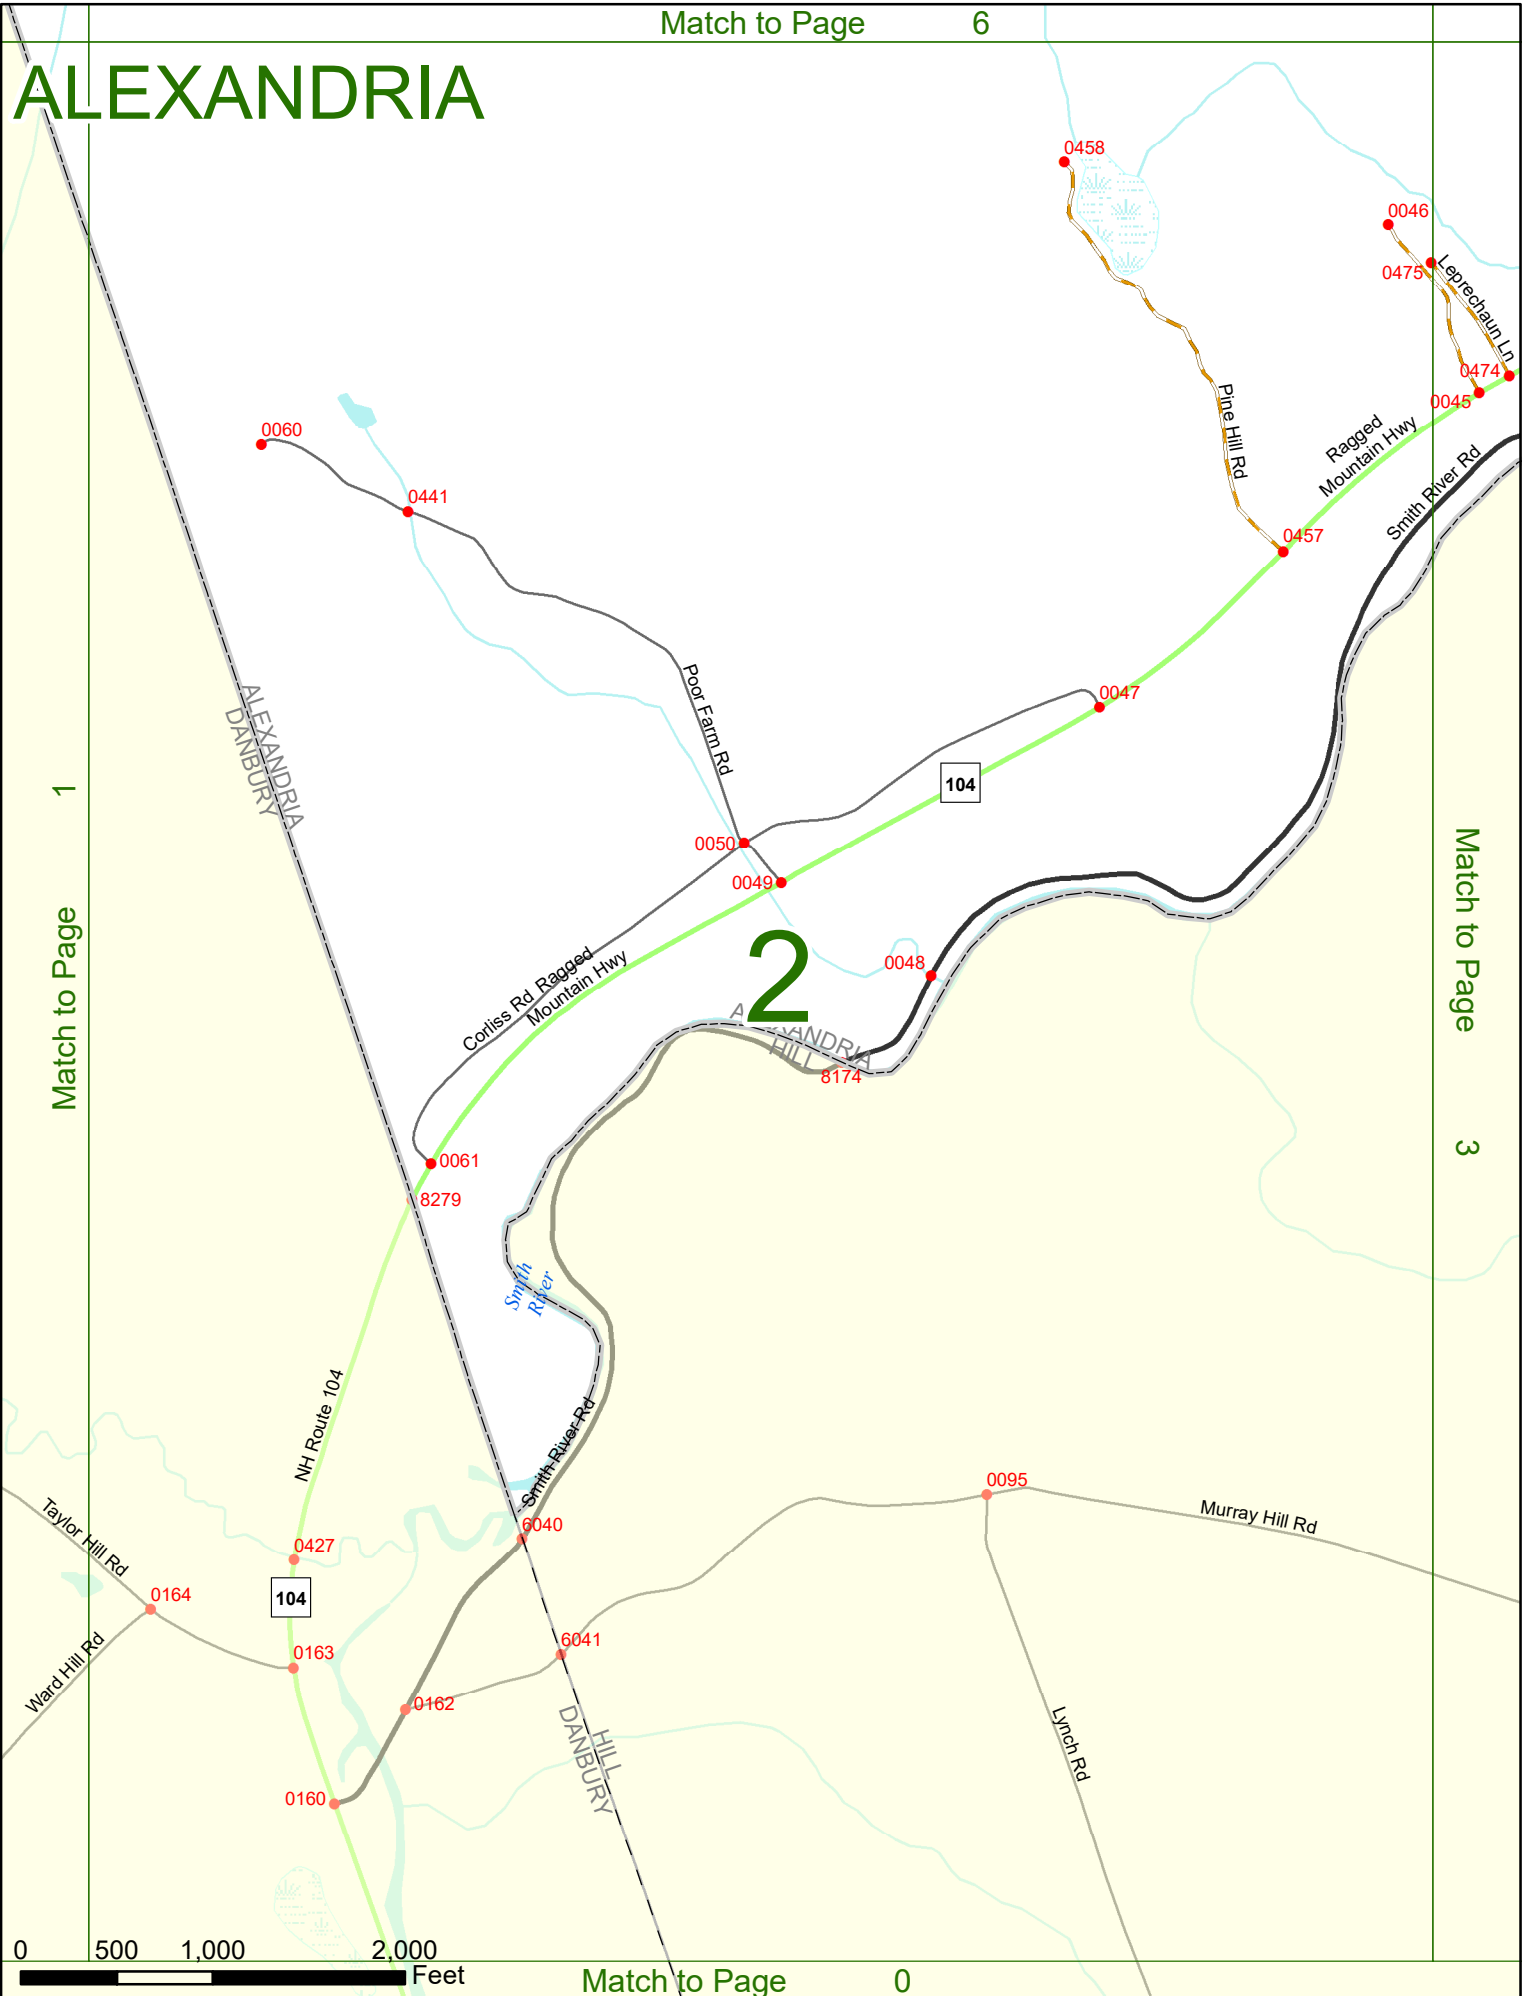 Match to Page 6
ALEXANDRIA
0458
0046
0475
Leprechaun Ln
0474
0045
Pine Hill Rd
Ragged
Mountain Hwy
Smith River Rd
0060
0441
0457
Poor Farm Rd
0047
ALEXANDRIA
DANBURY
104
1
Match to Page
Match to Page
3
0050
0049
2
0048
Corliss Rd
Ragged
Mountain Hwy
ALEXANDRIA
HILL
8174
0061
8279
Smith
River
NH Route 104
Smith River Rd
0095
Murray Hill Rd
Taylor Hill Rd
0427
6040
104
0164
Ward Hill Rd
0163
6041
0162
HILL
DANBURY
Lynch Rd
0160
0 500 1,000 2,000
Feet
Match to Page 0